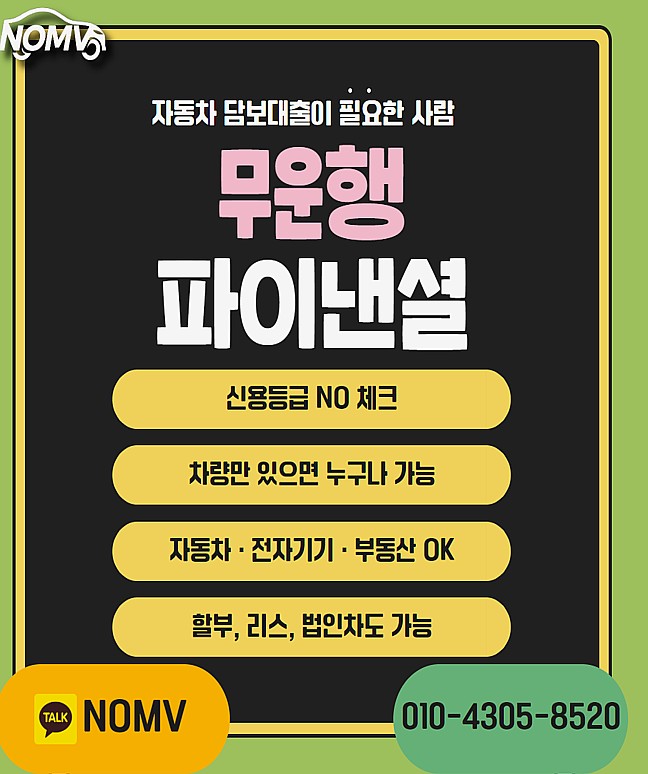 NOMV
자동차 담보대출이 필요한 사람
무운행
파이낸셜
신용등급 NO 체크
차량만 있으면 누구나 가능
자동차 · 전자기기 · 부동산 OK
할부, 리스, 법인차도 가능
TALK NOMV
010-4305-8520